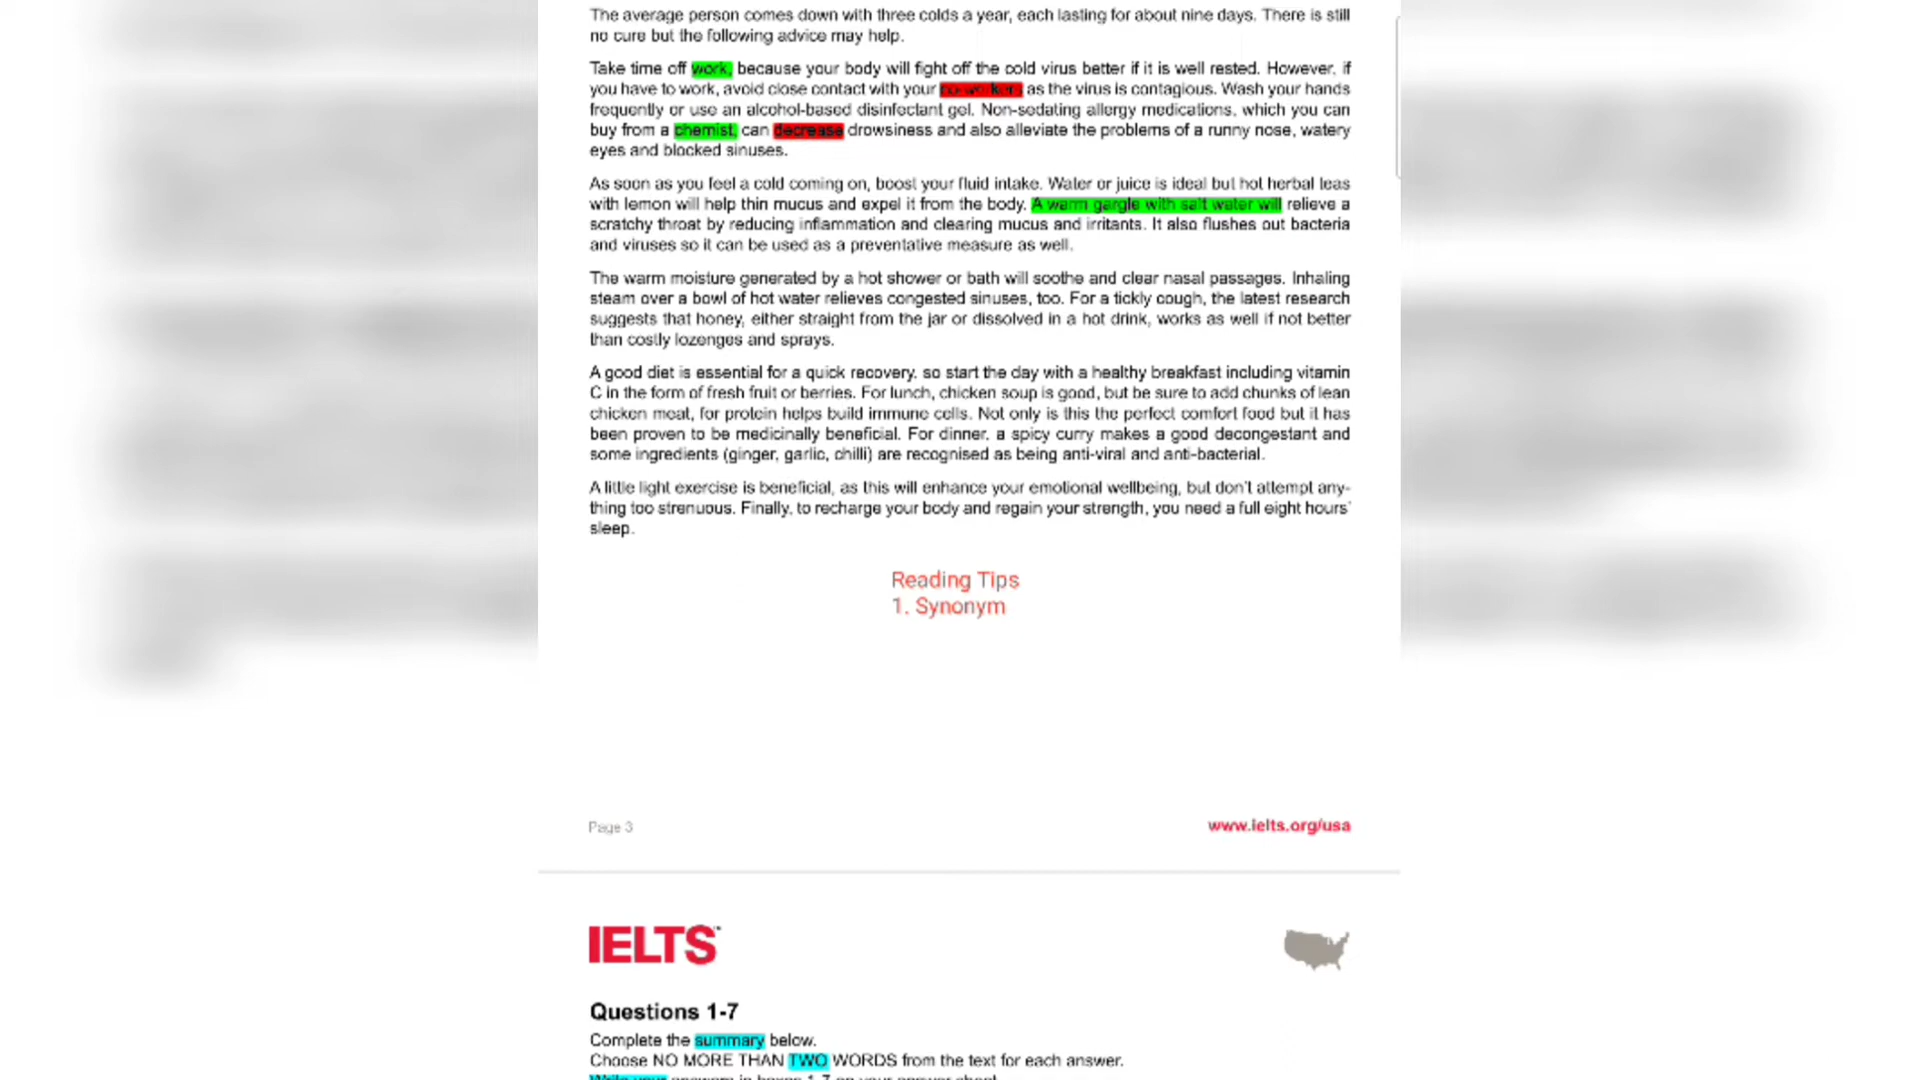 The average person comes down with three colds a year, each lasting for about nine days. There is still
no cure but the following advice may help.
Take time off work, because your body will fight off the cold virus better if it is well rested. However, if
you have to work, avoid close contact with your co-workers as the virus is contagious. Wash your hands
frequently or use an alcohol-based disinfectant gel. Non-sedating allergy medications, which you can
buy from a chemist, can decrease drowsiness and also alleviate the problems of a runny nose, watery
eyes and blocked sinuses.
As soon as you feel a cold coming on, boost your fluid intake. Water or juice is ideal but hot herbal teas
with lemon will help thin mucus and expel it from the body. A warm gargle with salt water will relieve a
scratchy throat by reducing inflammation and clearing mucus and irritants. It also flushes out bacteria
and viruses so it can be used as a preventative measure as well.
The warm moisture generated by a hot shower or bath will soothe and clear nasal passages. Inhaling
steam over a bowl of hot water relieves congested sinuses, too. For a tickly cough, the latest research
suggests that honey, either straight from the jar or dissolved in a hot drink, works as well if not better
than costly lozenges and sprays.
A good diet is essential for a quick recovery, so start the day with a healthy breakfast including vitamin
C in the form of fresh fruit or berries. For lunch, chicken soup is good, but be sure to add chunks of lean
chicken meat, for protein helps build immune cells. Not only is this the perfect comfort food but it has
been proven to be medicinally beneficial. For dinner, a spicy curry makes a good decongestant and
some ingredients (ginger, garlic, chilli) are recognised as being anti-viral and anti-bacterial.
A little light exercise is beneficial, as this will enhance your emotional wellbeing, but don't attempt any-
thing too strenuous. Finally, to recharge your body and regain your strength, you need a full eight hours'
sleep.
Reading Tips
1. Synonym
Page 3
www.ielts.org/usa
IELTS™
Questions 1-7
Complete the summary below.
Choose NO MORE THAN TWO WORDS from the text for each answer.
Write your answers in boxes 1-7 on your answer sheet.